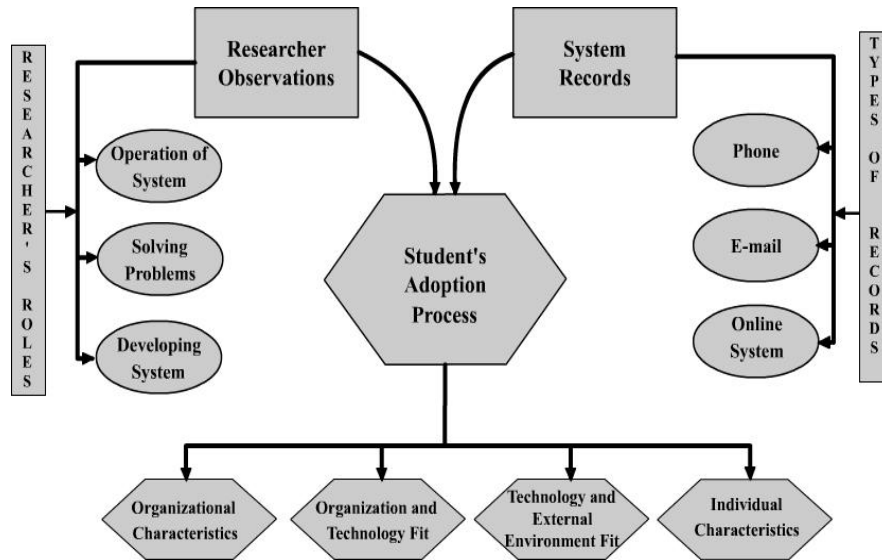 Researcher
Observations
System
Records
RESEARCHER'S ROLES
TYPES OF RECORDS
Operation of
System
Solving
Problems
Developing
System
Phone
E-mail
Online
System
Student's
Adoption
Process
Organizational
Characteristics
Organization and
Technology Fit
Technology and
External
Environment Fit
Individual
Characteristics